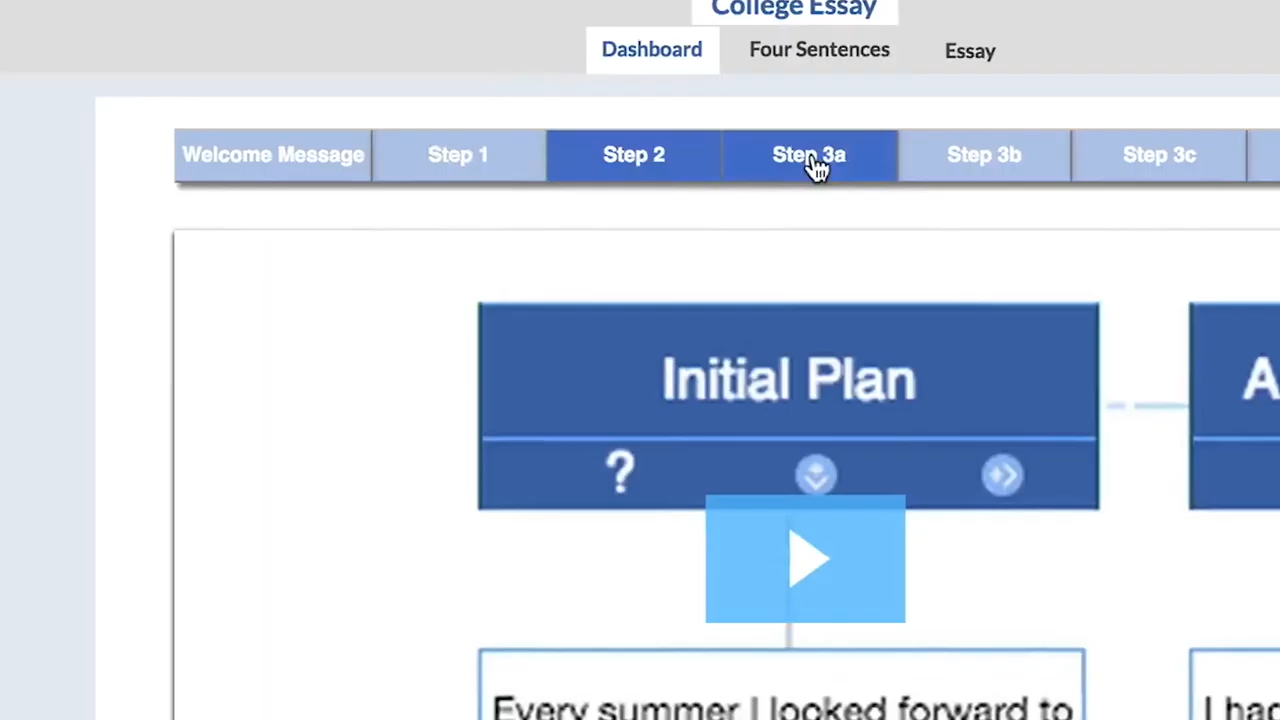 College Essay
Dashboard Four Sentences Essay
Welcome Message Step 1 Step 2 Step 3a Step 3b Step 3c
Initial Plan A
?
Every summer I looked forward to I had